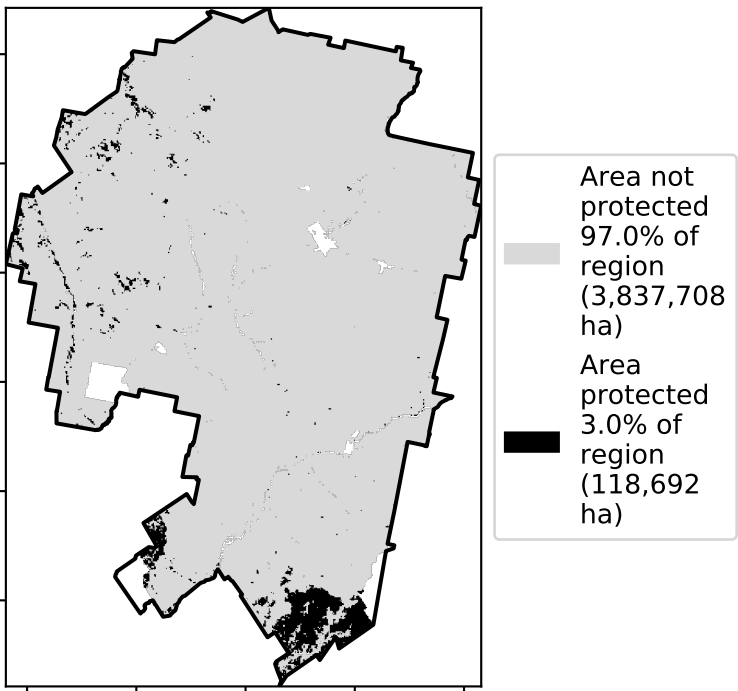 Area not
protected
97.0% of
region
(3,837,708
ha)
Area
protected
3.0% of
region
(118,692
ha)